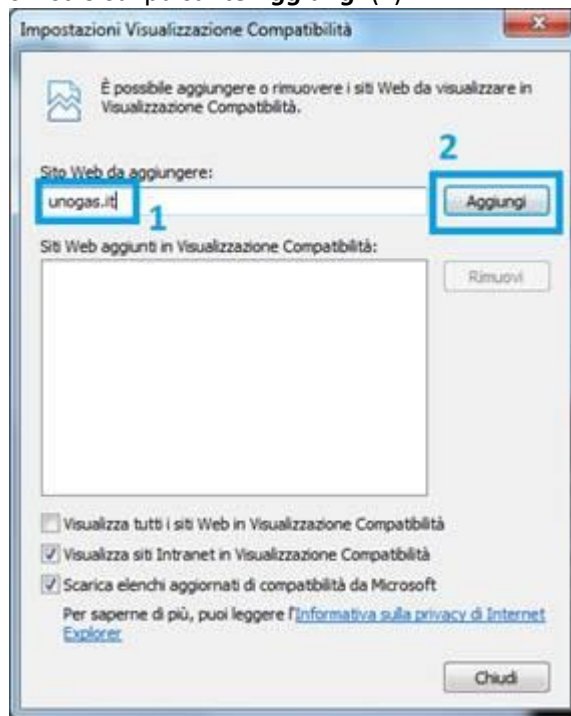 Impostazioni Visualizzazione Compatibilità
È possibile aggiungere o rimuovere i siti Web da visualizzare in
Visualizzazione Compatibilità.
2
Sito Web da aggiungere:
unogas.it
1
Aggiungi
Siti Web aggiunti in Visualizzazione Compatibilità:
Rimuovi
Visualizza tutti i siti Web in Visualizzazione Compatibilità
Visualizza siti Intranet in Visualizzazione Compatibilità
Scarica elenchi aggiornati di compatibilità da Microsoft
Per saperne di più, puoi leggere l'Informativa sulla privacy di Internet
Explorer
Chiudi